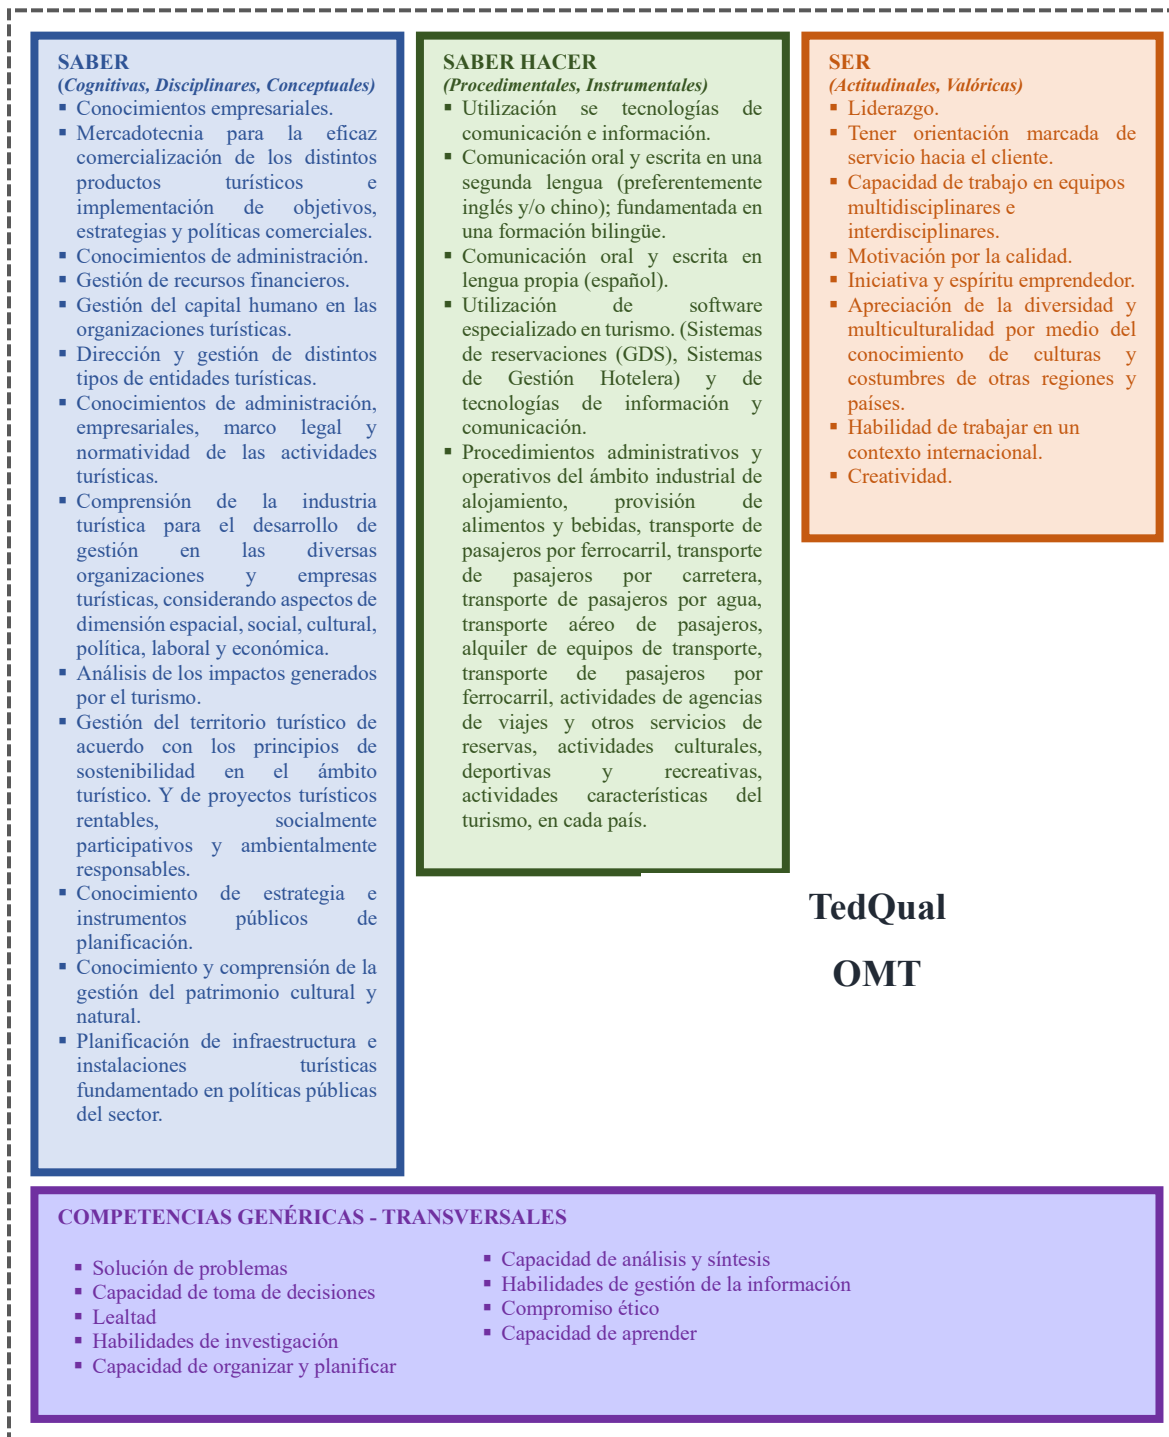 SABER
(Cognitivas, Disciplinares, Conceptuales)
▪ Conocimientos empresariales.
▪ Mercadotecnia para la eficaz
comercialización de los distintos
productos turísticos e
implementación de objetivos,
estrategias y políticas comerciales.
▪ Conocimientos de administración.
▪ Gestión de recursos financieros.
▪ Gestión del capital humano en las
organizaciones turísticas.
▪ Dirección y gestión de distintos
tipos de entidades turísticas.
▪ Conocimientos de administración,
empresariales, marco legal y
normatividad de las actividades
turísticas.
▪ Comprensión de la industria
turística para el desarrollo de
gestión en las diversas
organizaciones y empresas
turísticas, considerando aspectos de
dimensión espacial, social, cultural,
política, laboral y económica.
▪ Análisis de los impactos generados
por el turismo.
▪ Gestión del territorio turístico de
acuerdo con los principios de
sostenibilidad en el ámbito
turístico. Y de proyectos turísticos
rentables, socialmente
participativos y ambientalmente
responsables.
▪ Conocimiento de estrategia e
instrumentos públicos de
planificación.
▪ Conocimiento y comprensión de la
gestión del patrimonio cultural y
natural.
▪ Planificación de infraestructura e
instalaciones turísticas
fundamentado en políticas públicas
del sector.
SABER HACER
(Procedimentales, Instrumentales)
▪ Utilización se tecnologías de
comunicación e información.
▪ Comunicación oral y escrita en una
segunda lengua (preferentemente
inglés y/o chino); fundamentada en
una formación bilingüe.
▪ Comunicación oral y escrita en
lengua propia (español).
▪ Utilización de software
especializado en turismo. (Sistemas
de reservaciones (GDS), Sistemas
de Gestión Hotelera) y de
tecnologías de información y
comunicación.
▪ Procedimientos administrativos y
operativos del ámbito industrial de
alojamiento, provisión de
alimentos y bebidas, transporte de
pasajeros por ferrocarril, transporte
de pasajeros por carretera,
transporte de pasajeros por agua,
transporte aéreo de pasajeros,
alquiler de equipos de transporte,
transporte de pasajeros por
ferrocarril, actividades de agencias
de viajes y otros servicios de
reservas, actividades culturales,
deportivas y recreativas,
actividades características del
turismo, en cada país.
SER
(Actitudinales, Valóricas)
▪ Liderazgo.
▪ Tener orientación marcada de
servicio hacia el cliente.
▪ Capacidad de trabajo en equipos
multidisciplinares e
interdisciplinares.
▪ Motivación por la calidad.
▪ Iniciativa y espíritu emprendedor.
▪ Apreciación de la diversidad y
multiculturalidad por medio del
conocimiento de culturas y
costumbres de otras regiones y
países.
▪ Habilidad de trabajar en un
contexto internacional.
▪ Creatividad.
TedQual
OMT
COMPETENCIAS GENÉRICAS - TRANSVERSALES
▪ Solución de problemas
▪ Capacidad de toma de decisiones
▪ Lealtad
▪ Habilidades de investigación
▪ Capacidad de organizar y planificar
▪ Capacidad de análisis y síntesis
▪ Habilidades de gestión de la información
▪ Compromiso ético
▪ Capacidad de aprender